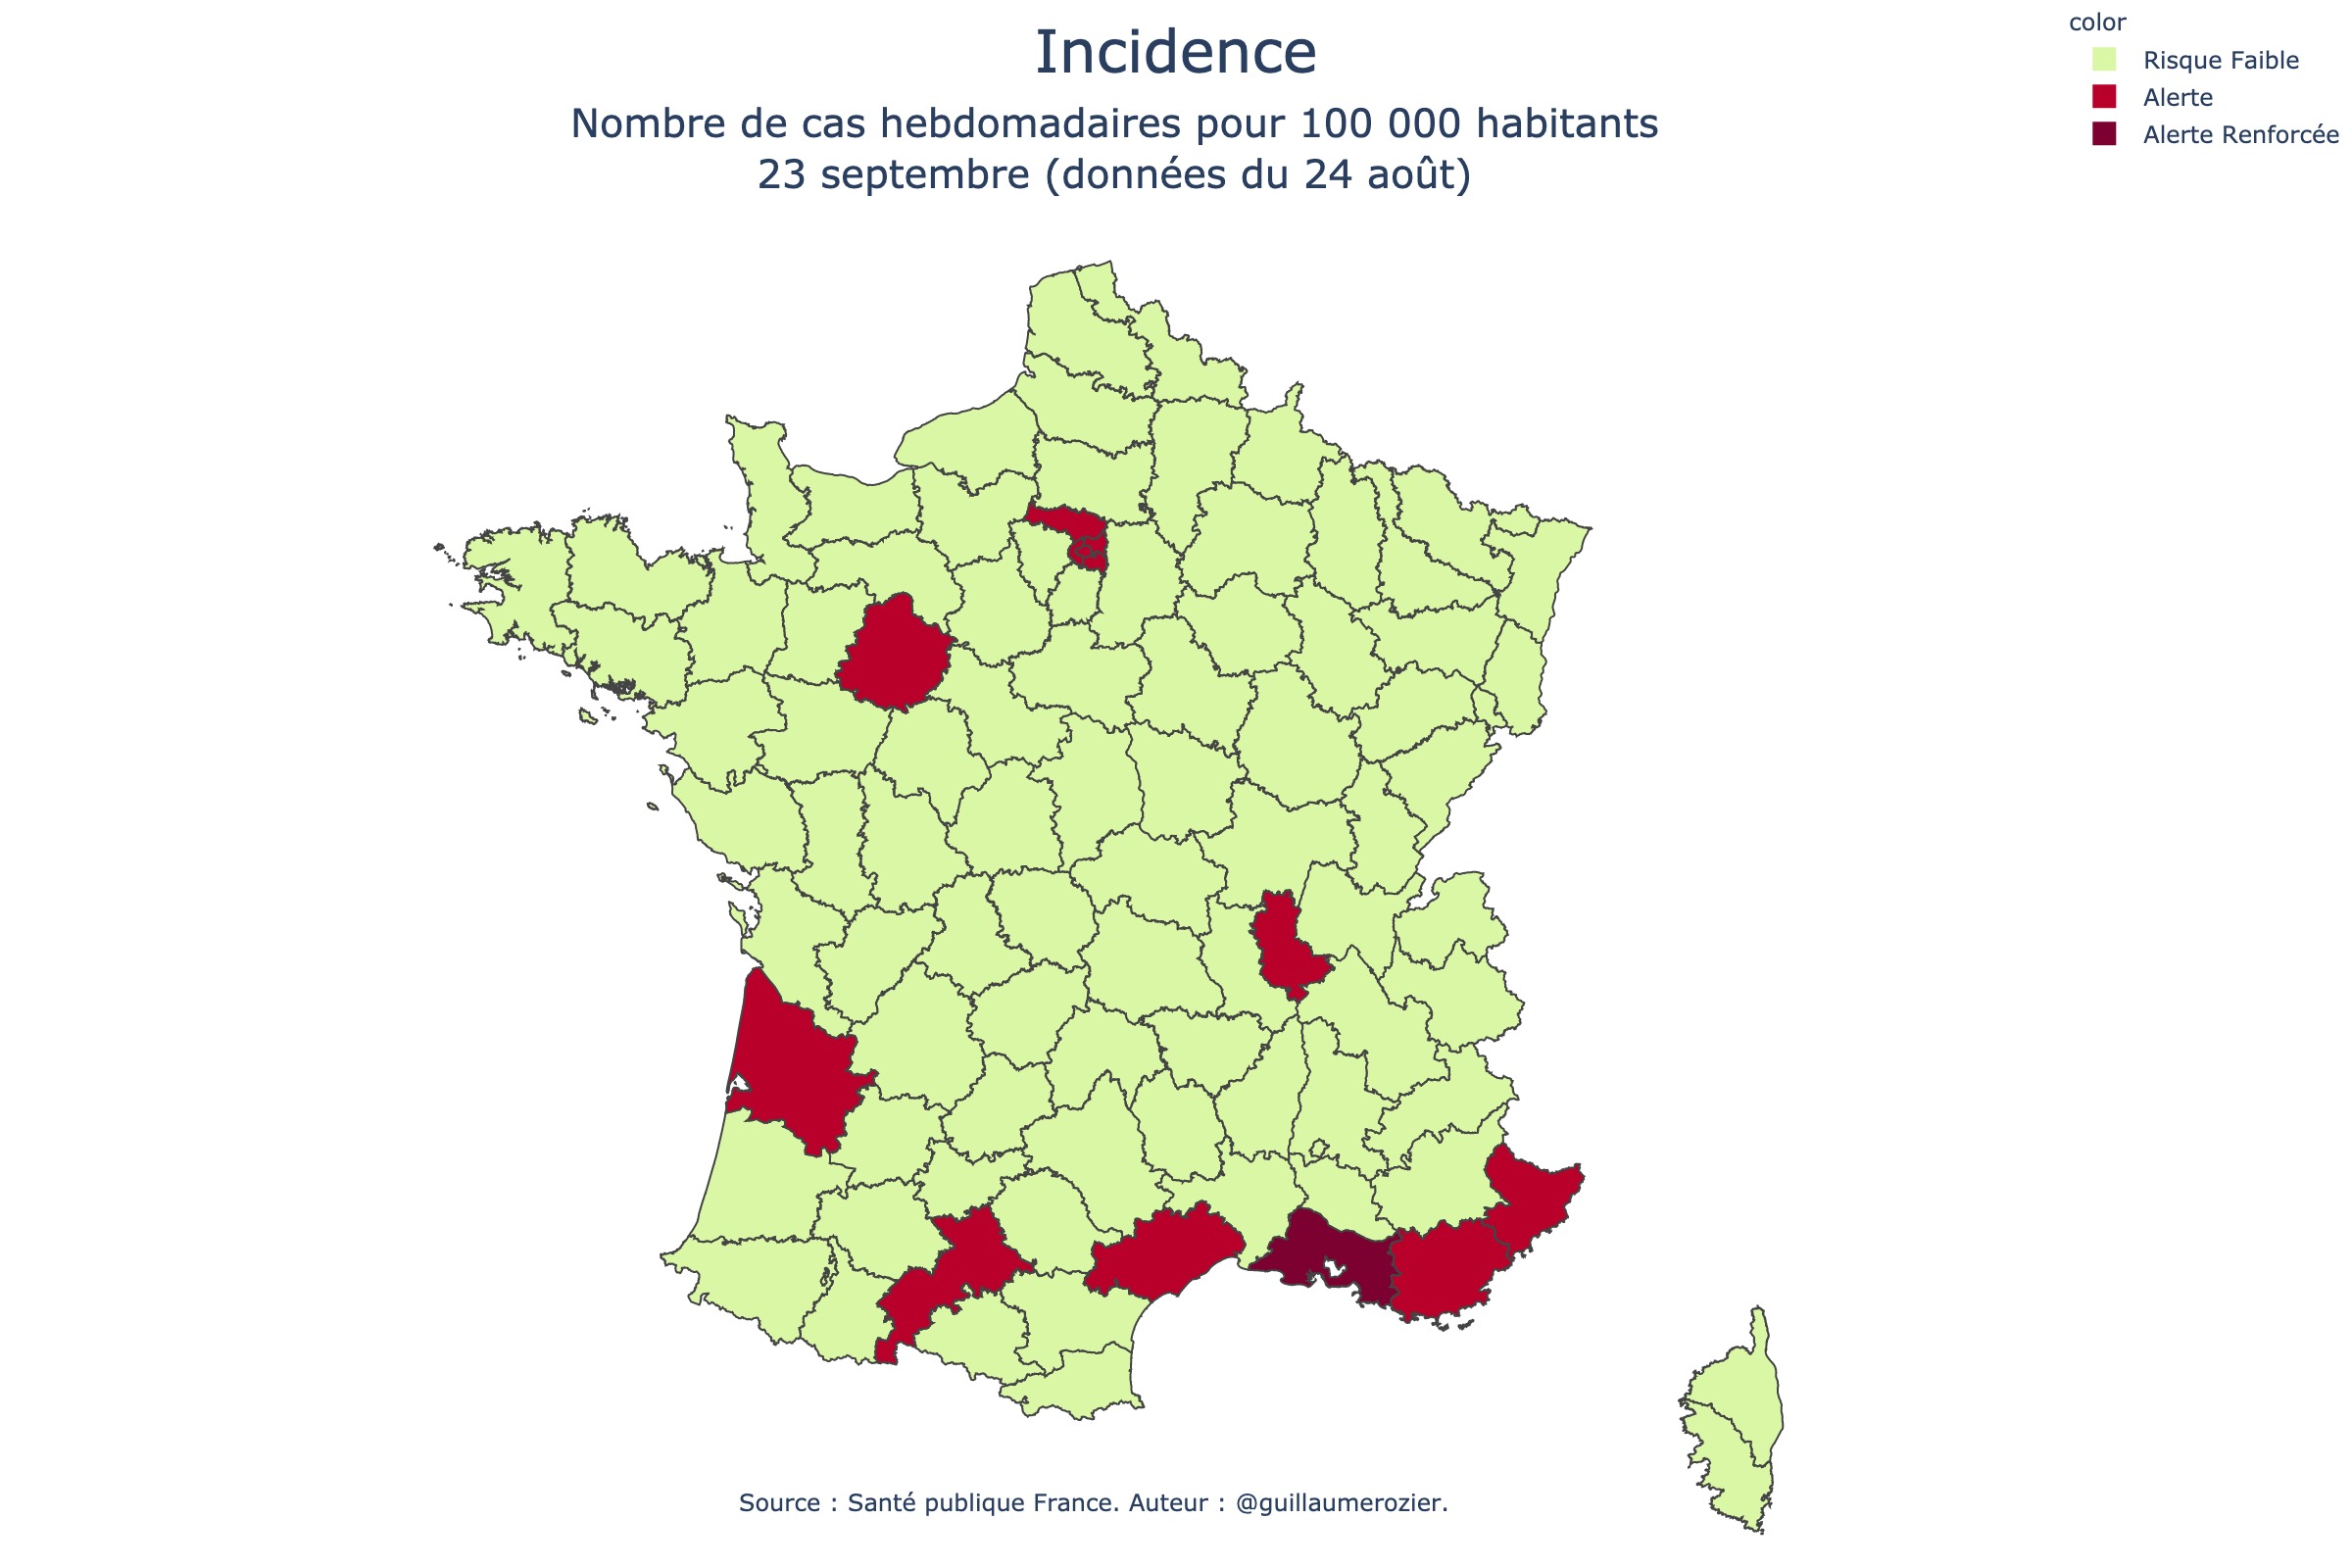 Incidence
Nombre de cas hebdomadaires pour 100 000 habitants
23 septembre (données du 24 août)
color
Risque Faible
Alerte
Alerte Renforcée
Source : Santé publique France. Auteur : @guillaumerozier.